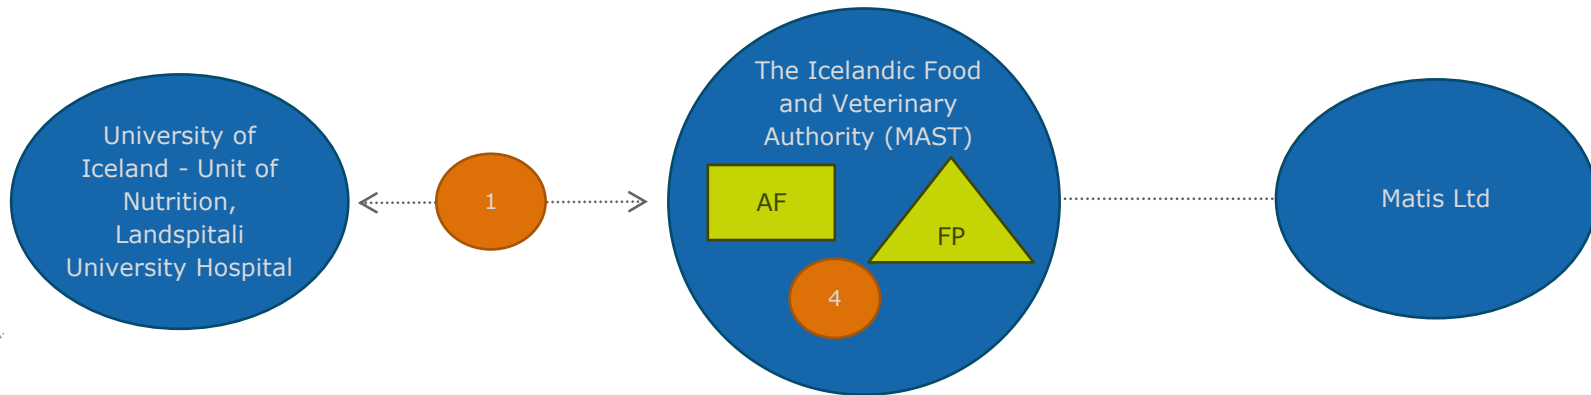 University of
Iceland - Unit of
Nutrition,
Landspitali
University Hospital
1
The Icelandic Food
and Veterinary
Authority (MAST)
AF
FP
4
Matis Ltd